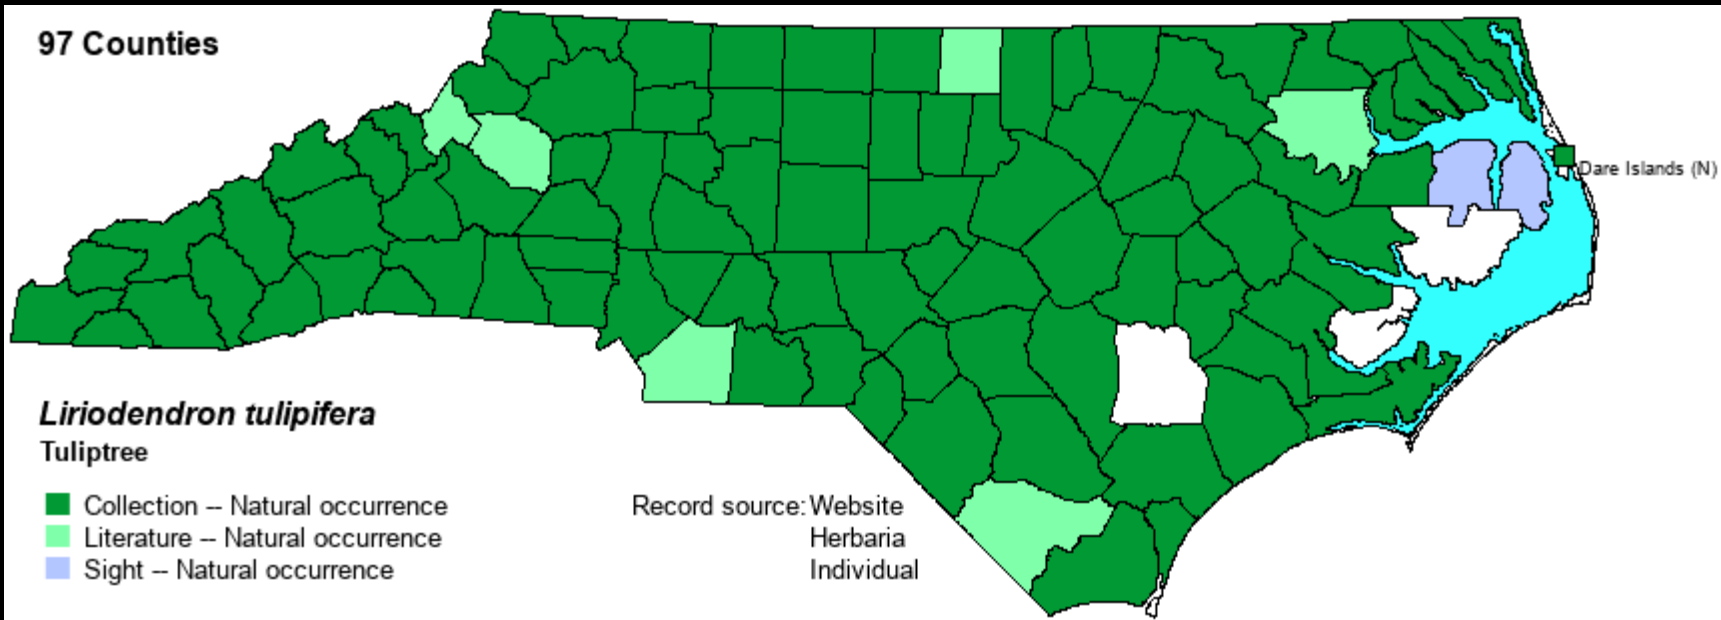 97 Counties
Dare Islands (N)
Liriodendron tulipifera
Tuliptree
Collection -- Natural occurrence
Literature -- Natural occurrence
Sight -- Natural occurrence
Record source: Website
Herbaria
Individual